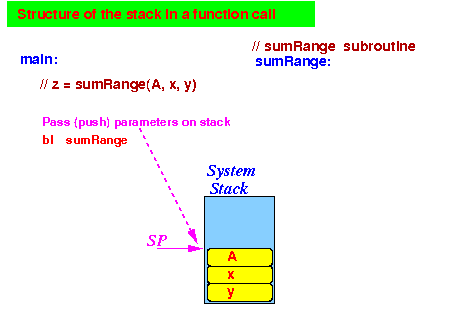 Structure of the stack in a function call
main:
// z = sumRange(A, x, y)
Pass (push) parameters on stack
bl sumRange
// sumRange subroutine
sumRange:
System
Stack
SP
A
x
y